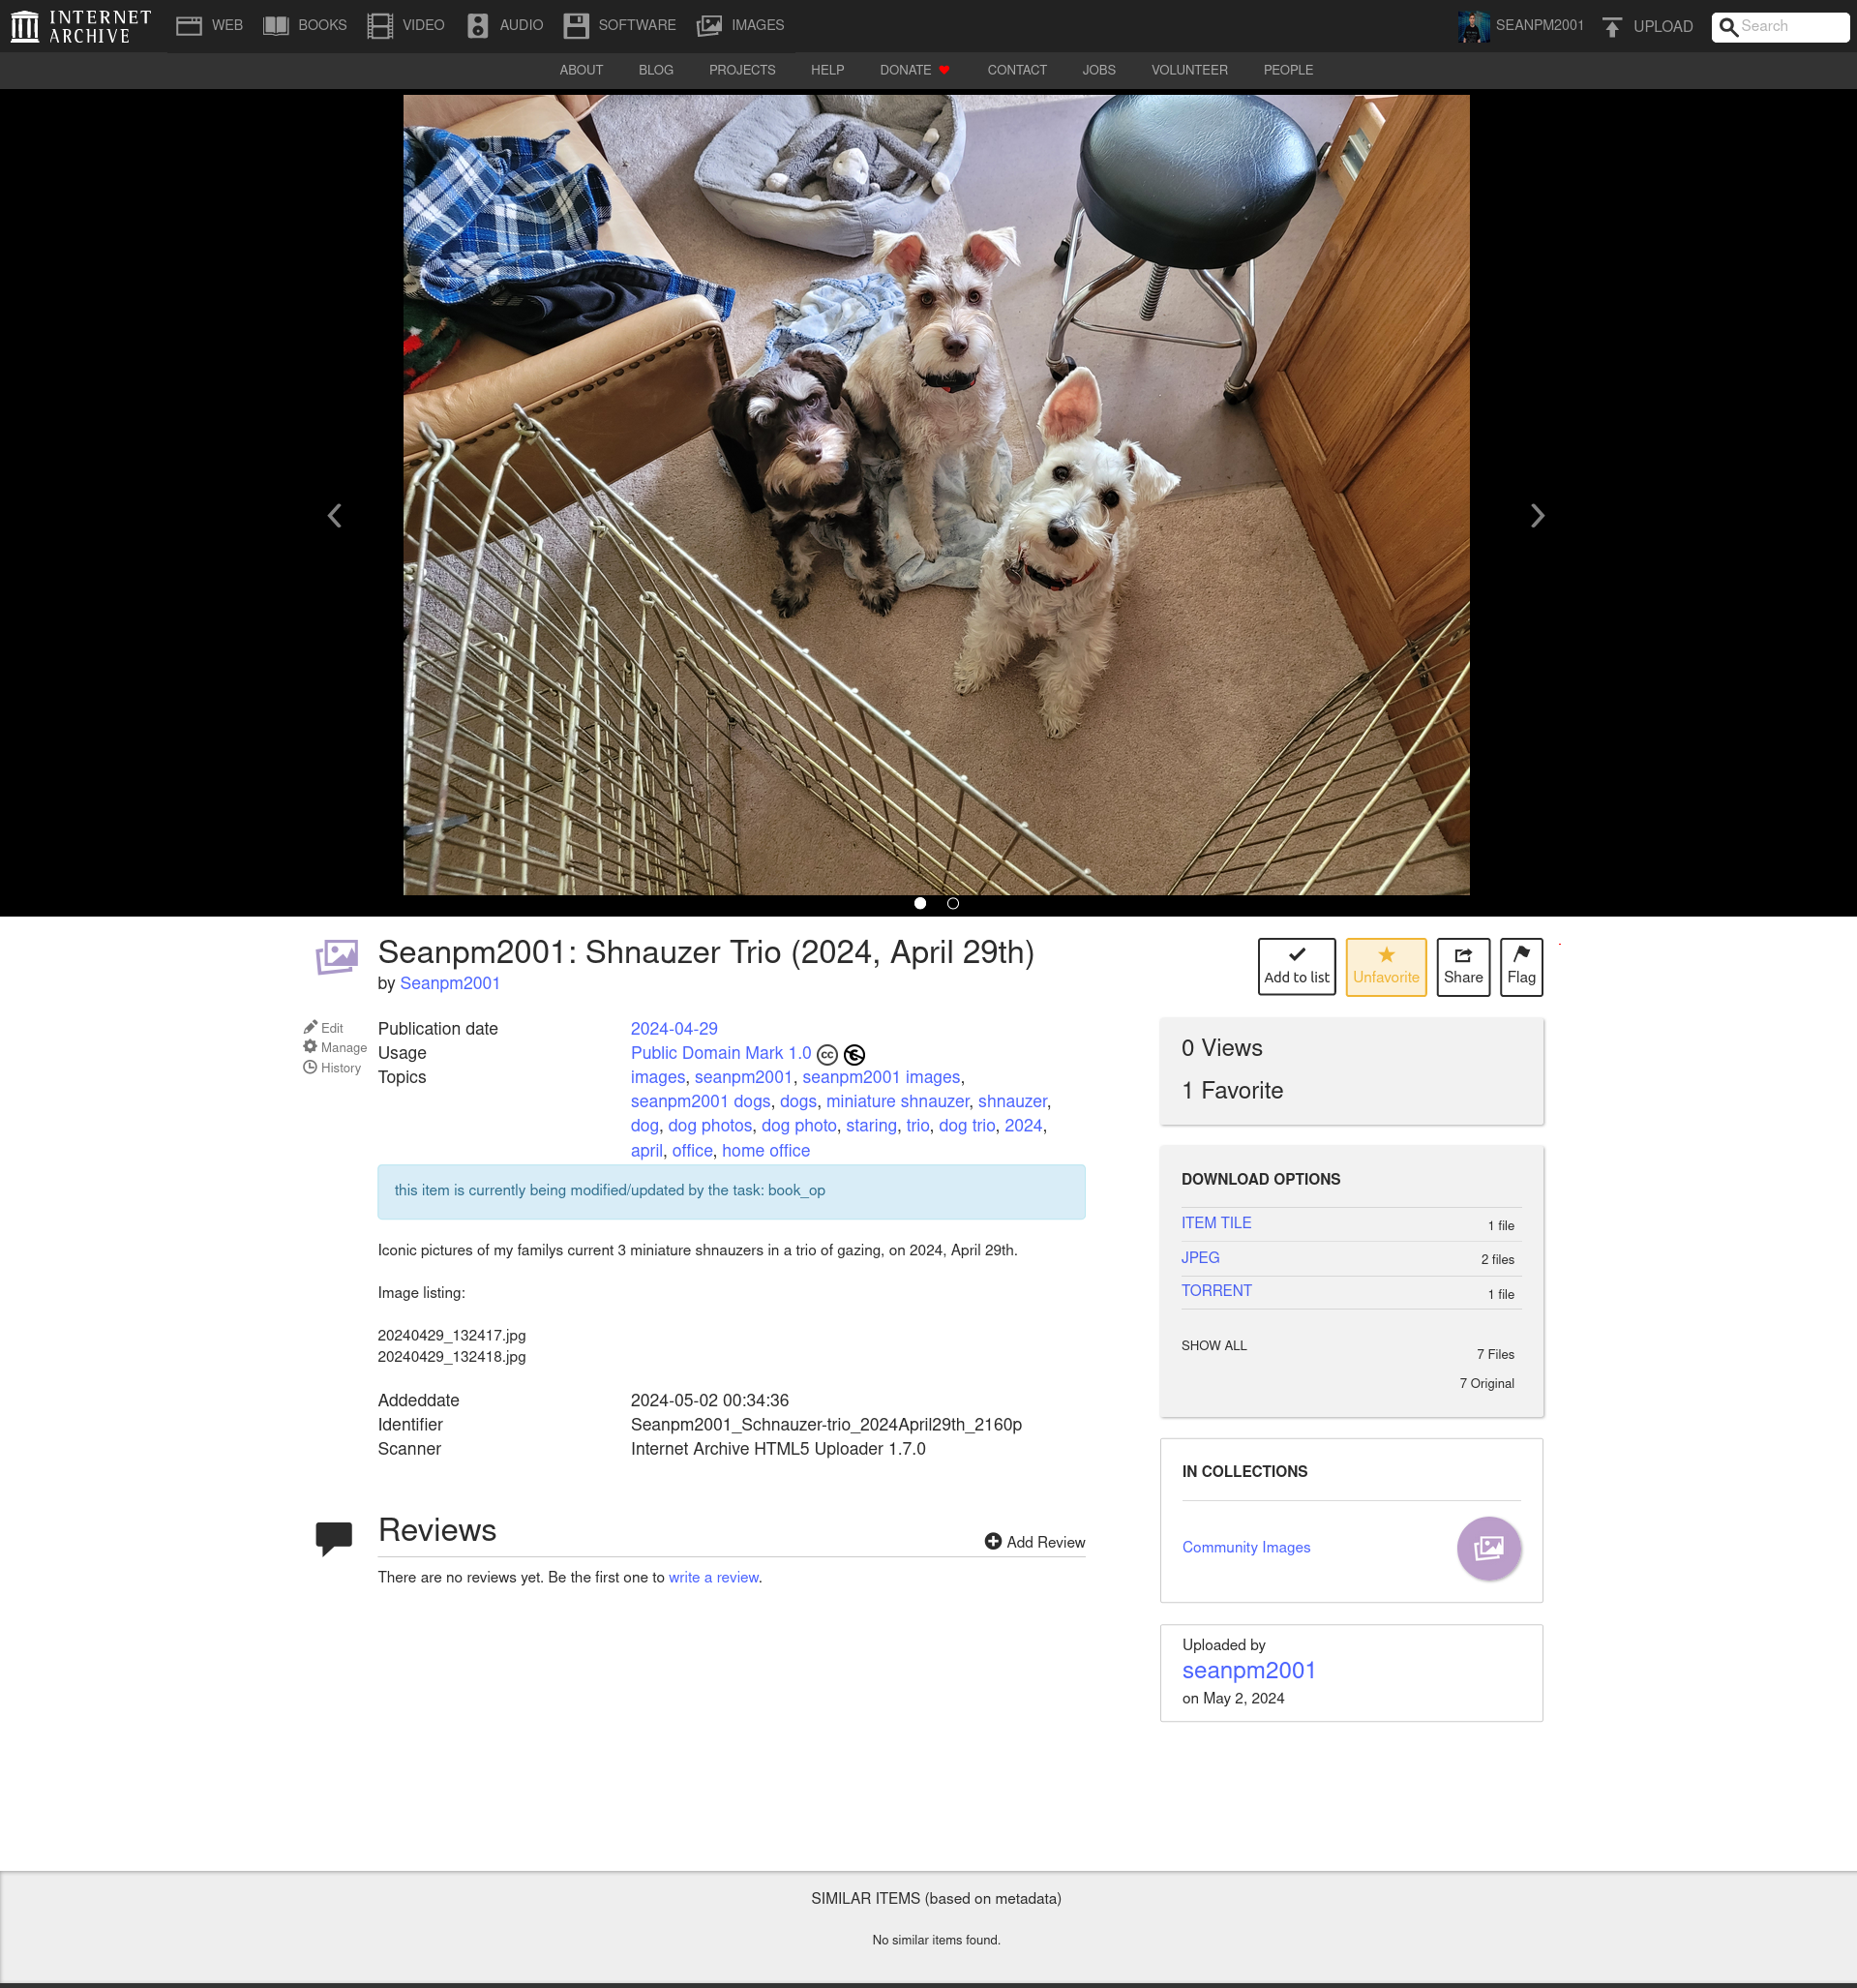 INTERNET
ARCHIVE
WEB BOOKS VIDEO AUDIO SOFTWARE IMAGES SEANPM2001 UPLOAD Search
ABOUT BLOG PROJECTS HELP DONATE CONTACT JOBS VOLUNTEER PEOPLE
Seanpm2001: Shnauzer Trio (2024, April 29th)
by Seanpm2001
Add to list Unfavorite Share Flag
Edit
Manage
History
Publication date 2024-04-29
Usage Public Domain Mark 1.0
Topics images, seanpm2001, seanpm2001 images,
seanpm2001 dogs, dogs, miniature shnauzer, shnauzer,
dog, dog photos, dog photo, staring, trio, dog trio, 2024,
april, office, home office
this item is currently being modified/updated by the task: book_op
Iconic pictures of my familys current 3 miniature shnauzers in a trio of gazing, on 2024, April 29th.
Image listing:
20240429_132417.jpg
20240429_132418.jpg
Addeddate 2024-05-02 00:34:36
Identifier Seanpm2001_Schnauzer-trio_2024April29th_2160p
Scanner Internet Archive HTML5 Uploader 1.7.0
Reviews
Add Review
There are no reviews yet. Be the first one to write a review.
0 Views
1 Favorite
DOWNLOAD OPTIONS
ITEM TILE 1 file
JPEG 2 files
TORRENT 1 file
SHOW ALL 7 Files
7 Original
IN COLLECTIONS
Community Images
Uploaded by
seanpm2001
on May 2, 2024
SIMILAR ITEMS (based on metadata)
No similar items found.